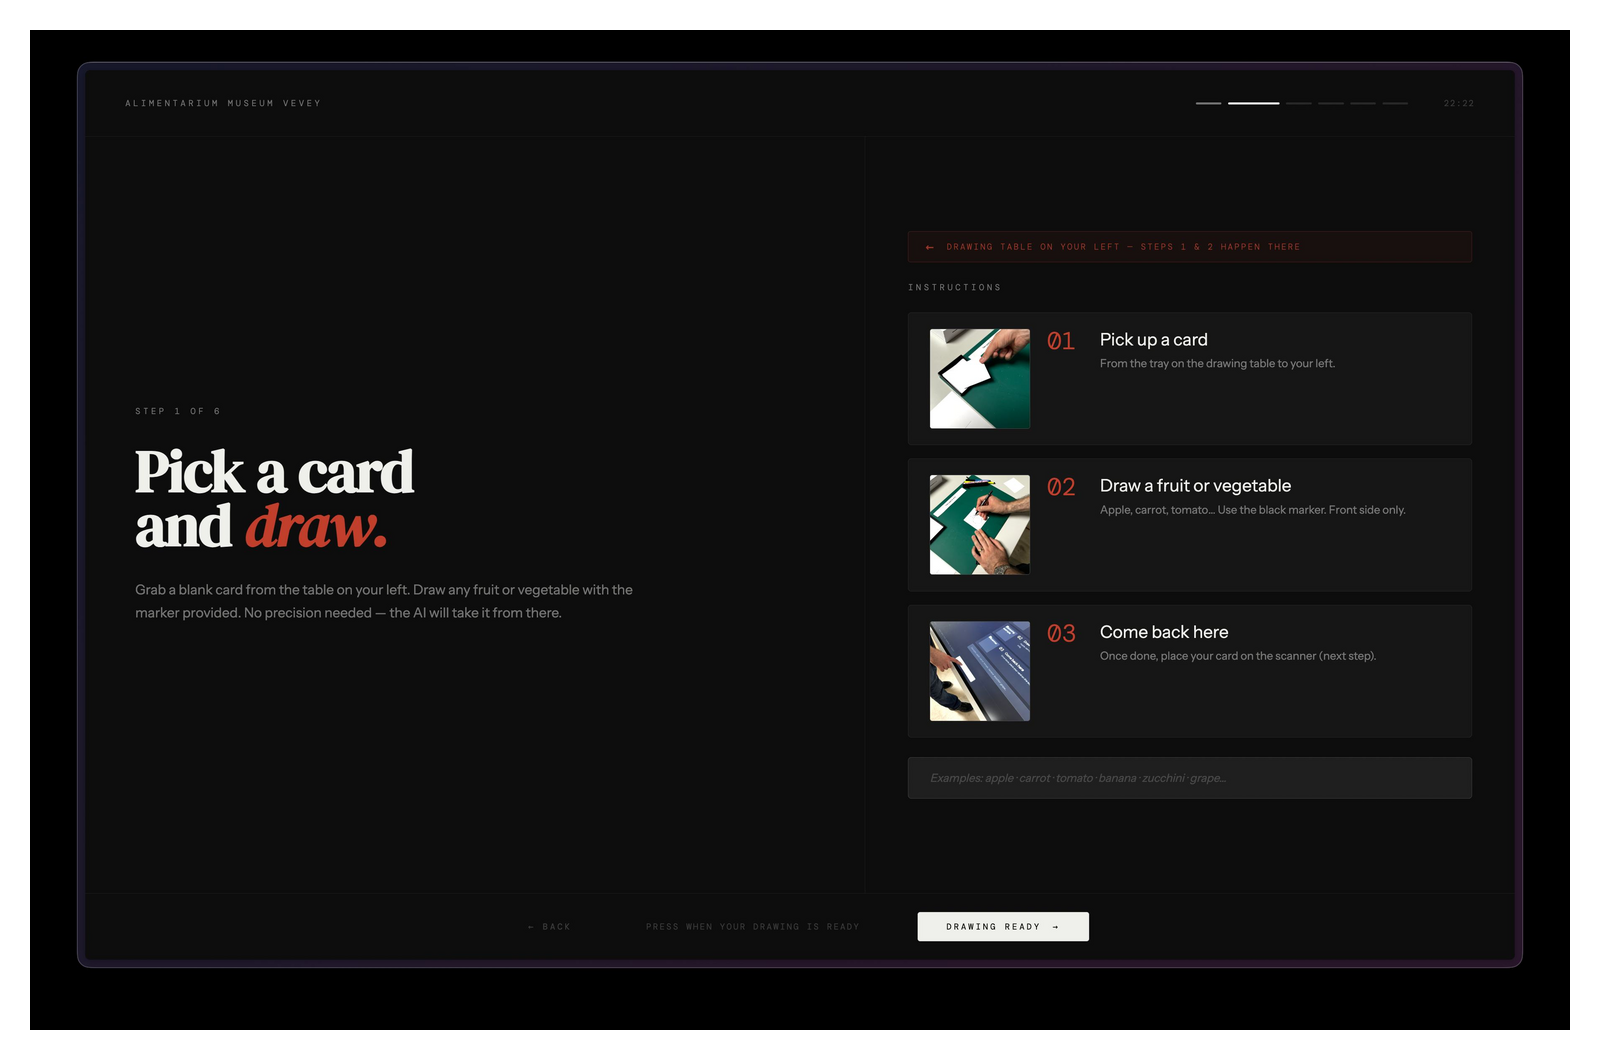 ALIMENTARIUM MUSEUM VEVEY
22:22
STEP 1 OF 6
Pick a card
and draw.
Grab a blank card from the table on your left. Draw any fruit or vegetable with the
marker provided. No precision needed — the AI will take it from there.
← DRAWING TABLE ON YOUR LEFT — STEPS 1 & 2 HAPPEN THERE
INSTRUCTIONS
01 Pick up a card
From the tray on the drawing table to your left.
02 Draw a fruit or vegetable
Apple, carrot, tomato... Use the black marker. Front side only.
03 Come back here
Once done, place your card on the scanner (next step).
Examples: apple · carrot · tomato · banana · zucchini · grape...
← BACK
PRESS WHEN YOUR DRAWING IS READY
DRAWING READY →